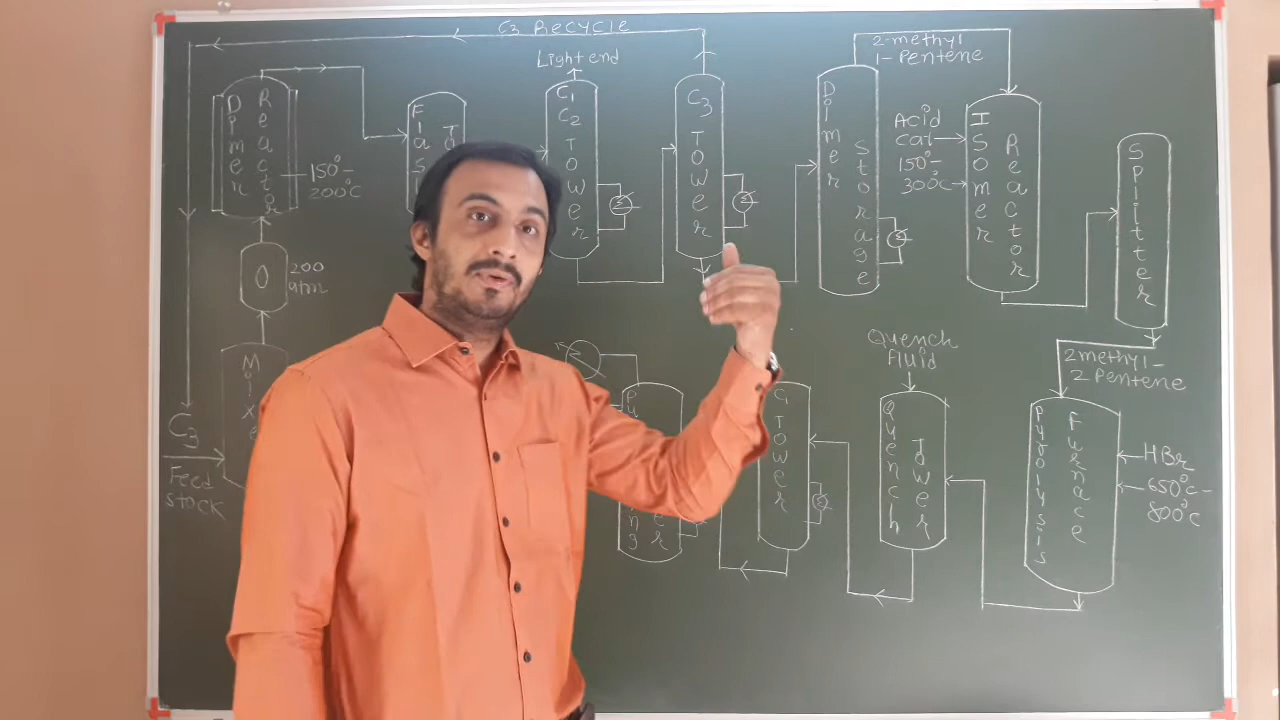 C3 Recycle
Light end
2-methyl
1-Pentene
Dimer
Reactor
150°-
200°C
C1
C2
Tower
C3
Tower
Dimer
Storage
Acid
Cat
150°-
300°C
Isomer
Reactor
Splitter
200
atm
C3
Feed
stock
Quench
fluid
Quench
Tower
2methyl-
2 Pentene
Pyrolysis
Furnace
HBr
650°C-
800°C
C1
Tower